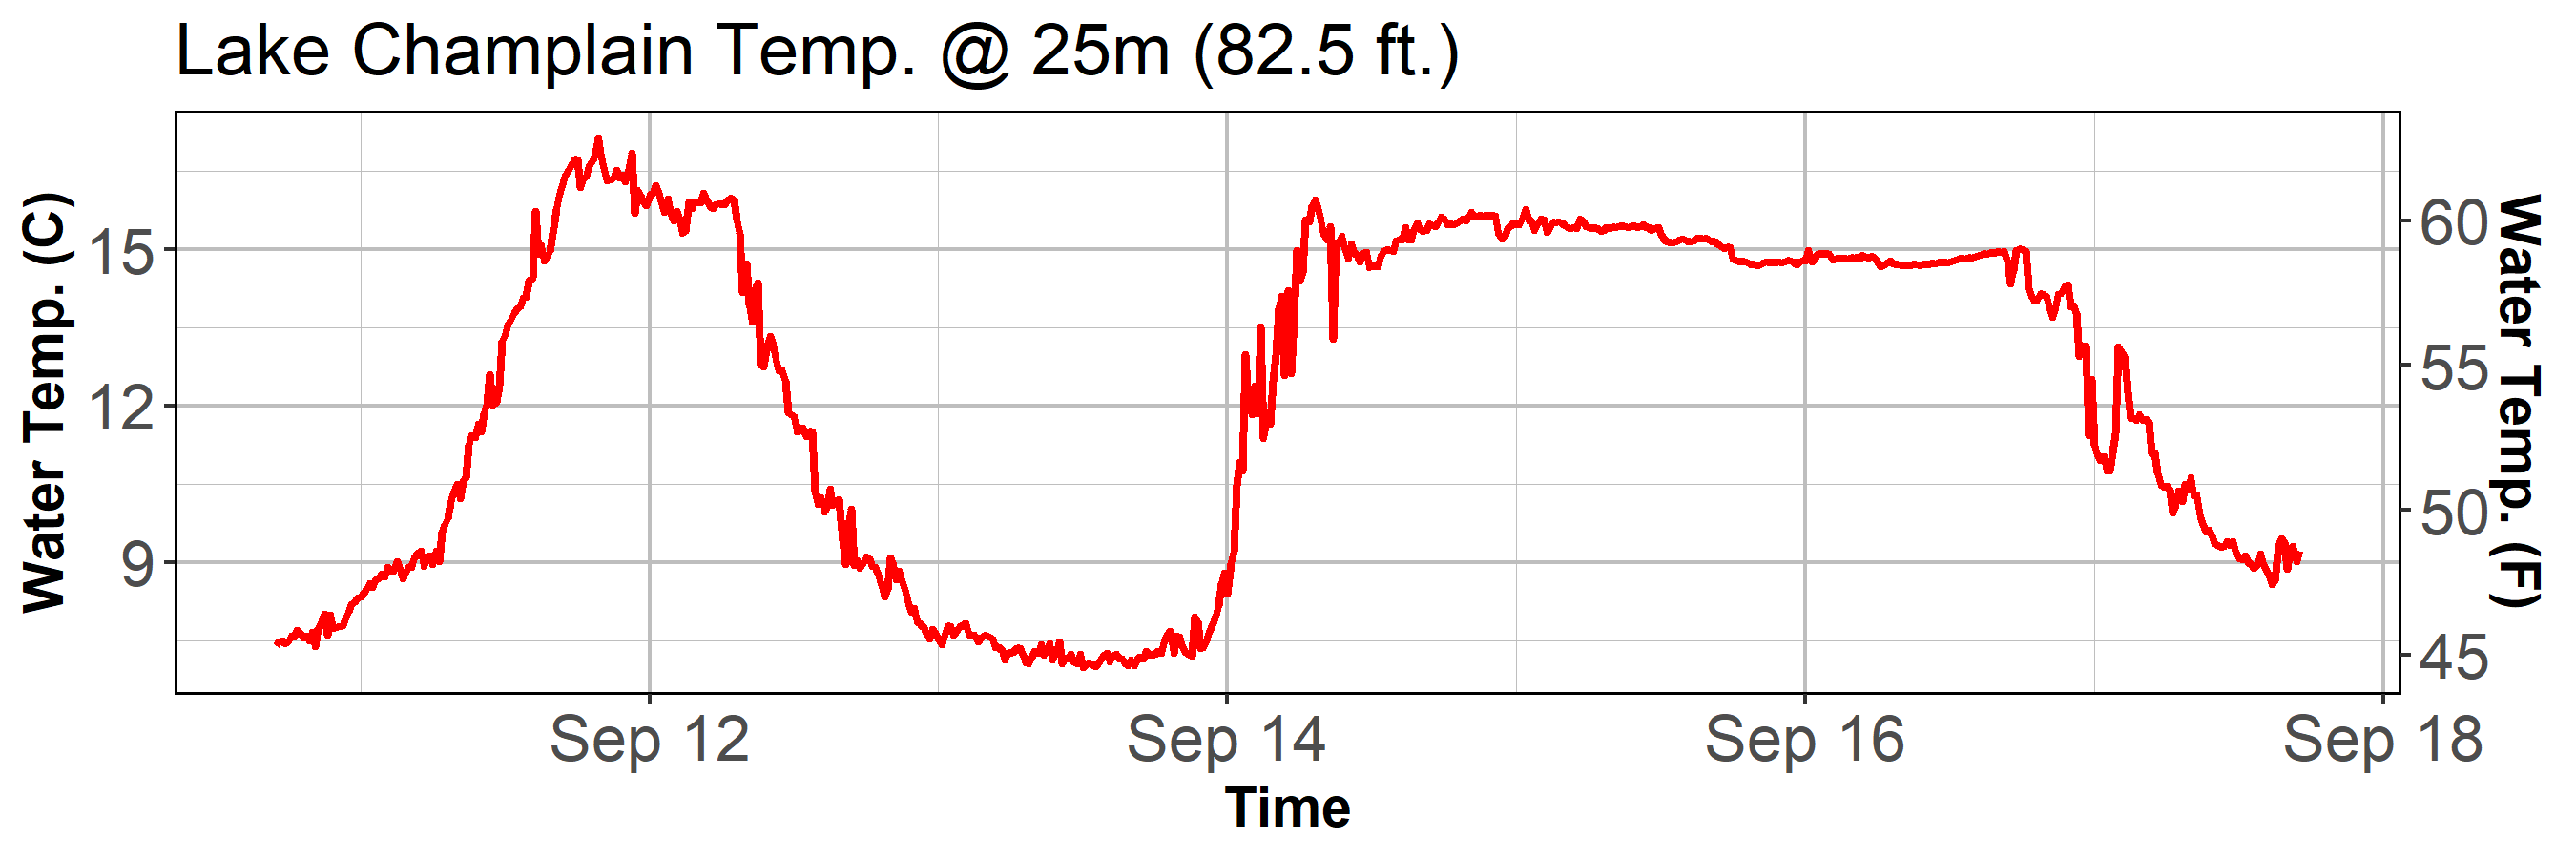 Lake Champlain Temp. @ 25m (82.5 ft.)
Water Temp. (C)
15
12
9
60
55
50
45
Water Temp. (F)
Sep 12
Sep 14
Sep 16
Sep 18
Time